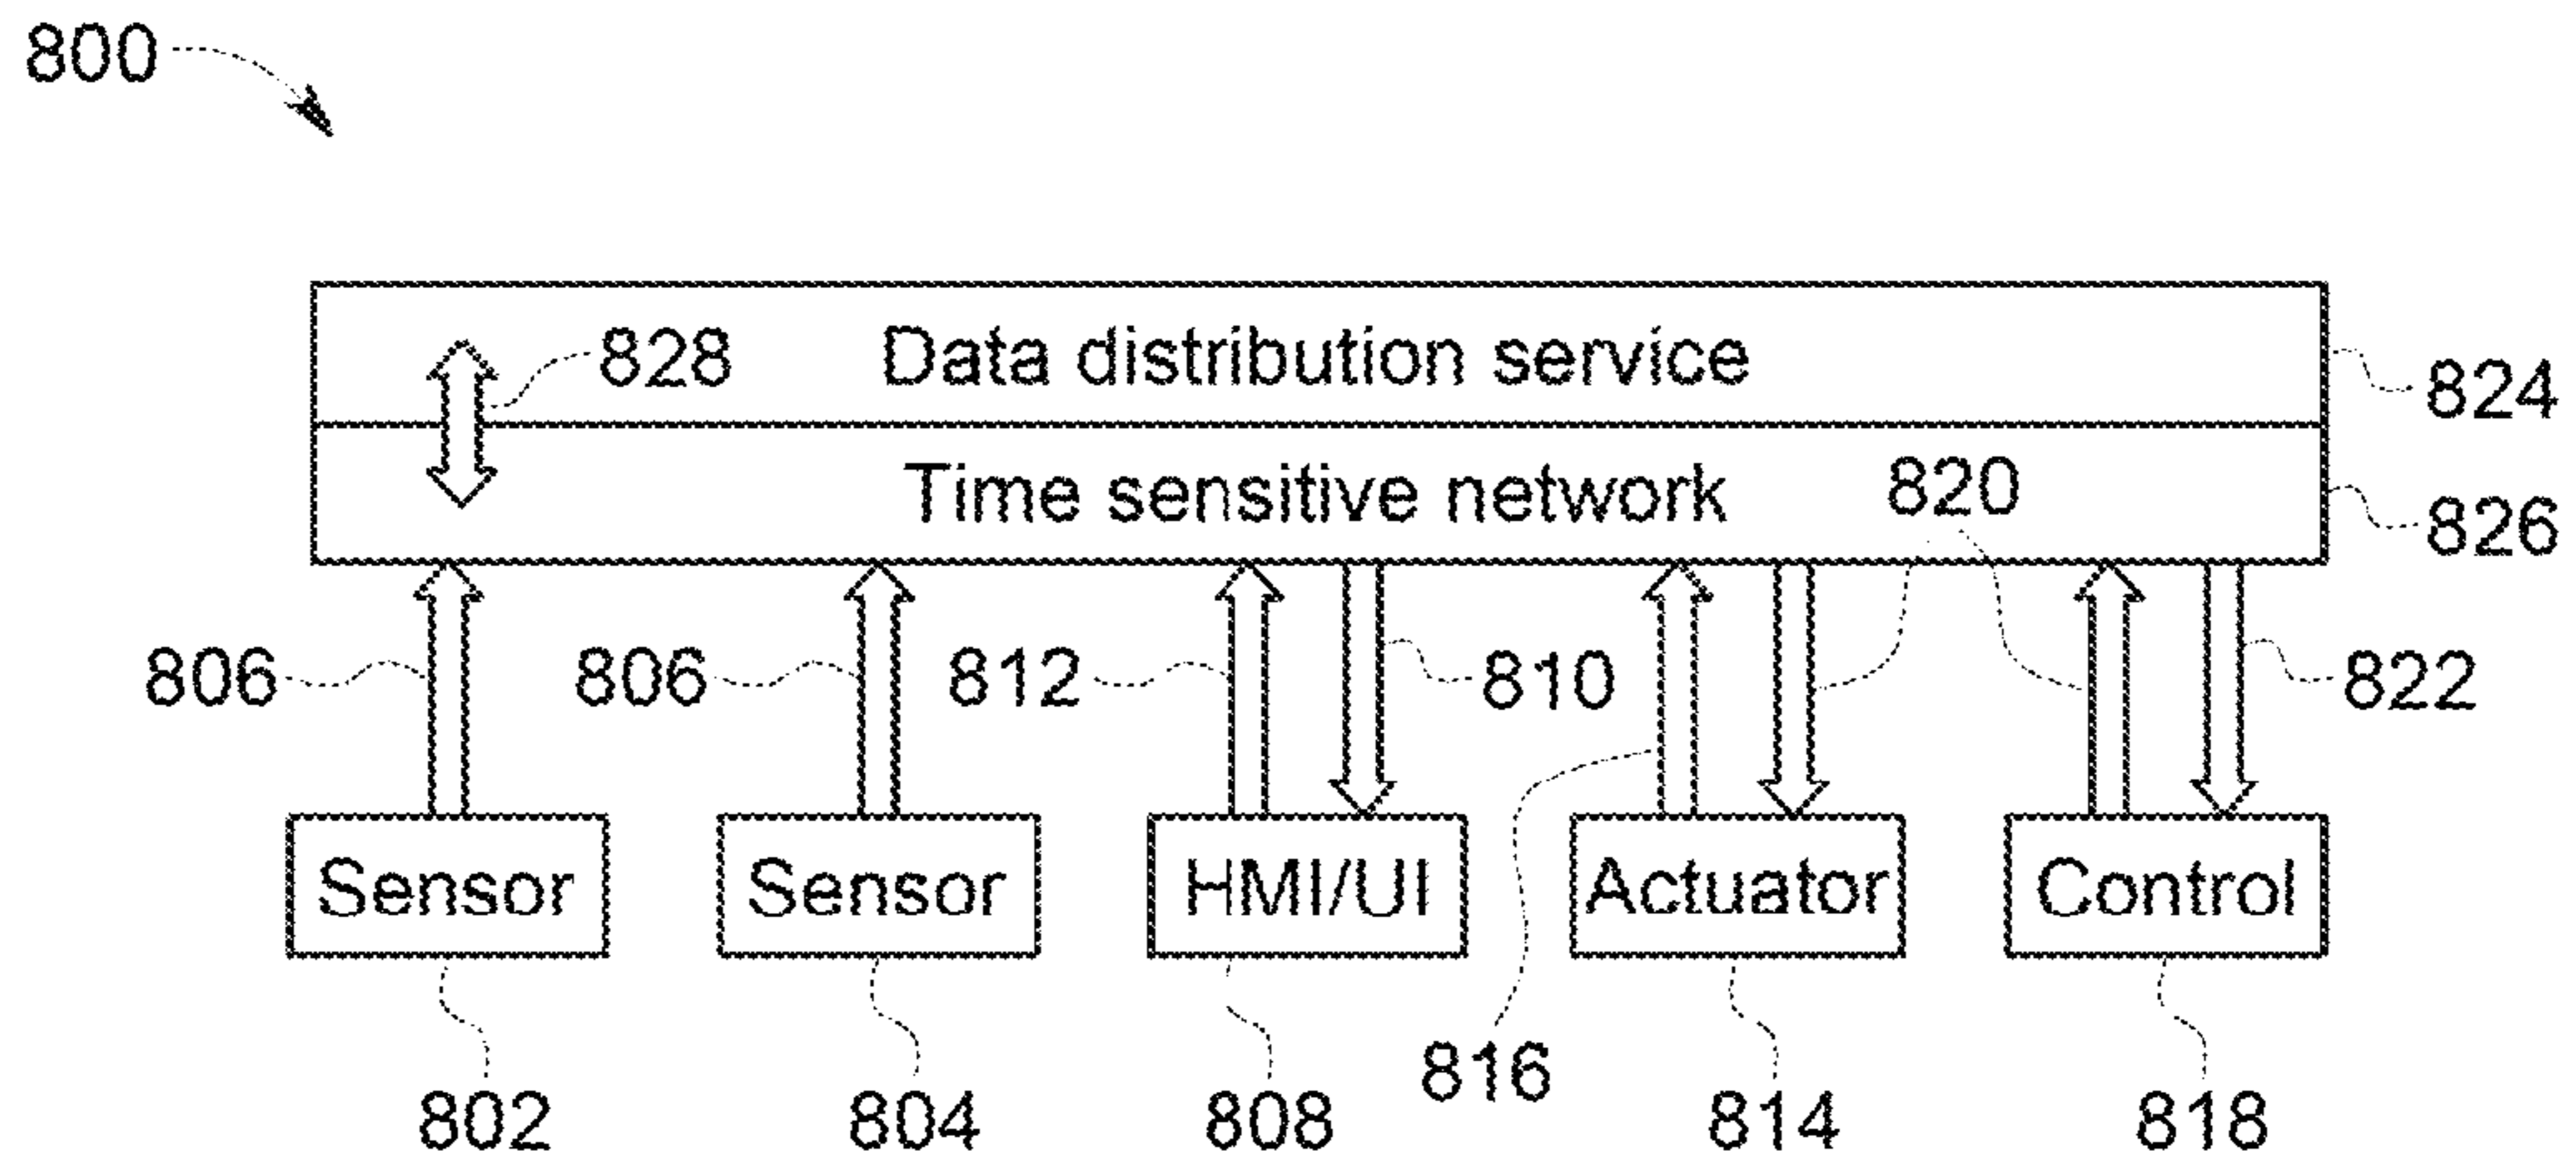 800
828 Data distribution service
824
Time sensitive network 820
826
806 806 812 810 822
Sensor Sensor HMI/UI Actuator Control
816
802 804 808 814 818